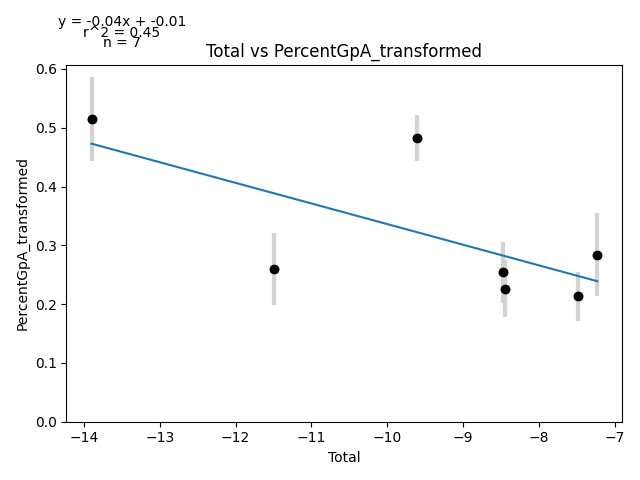 y = -0.04x + -0.01
r^2 = 0.45
n = 7
Total vs PercentGpA_transformed
0.6
0.5
0.4
0.3
0.2
0.1
0.0
PercentGpA_transformed
−14
−13
−12
−11
−10
−9
−8
−7
Total